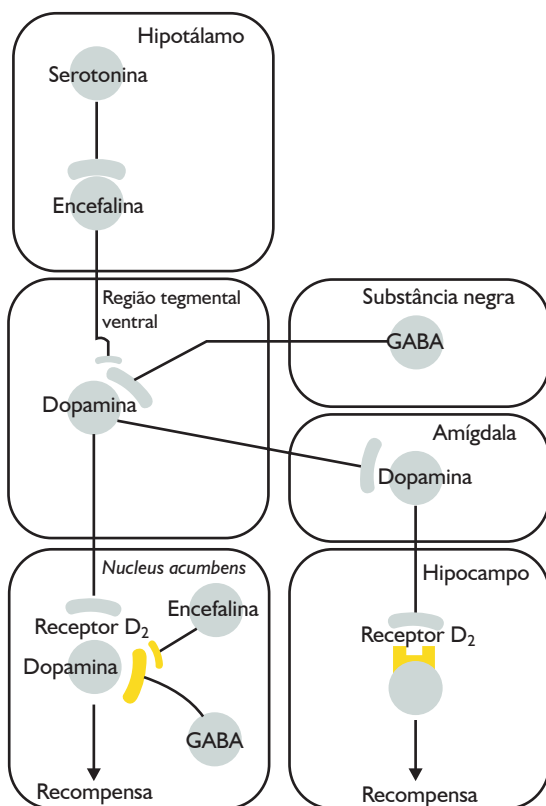 Hipotálamo
Serotonina
Encefalina
Região tegmental
ventral
Dopamina
Substância negra
GABA
Amígdala
Dopamina
Nucleus acumbens
Encefalina
Receptor D₂
Dopamina
GABA
Recompensa
Hipocampo
Receptor D₂
Recompensa